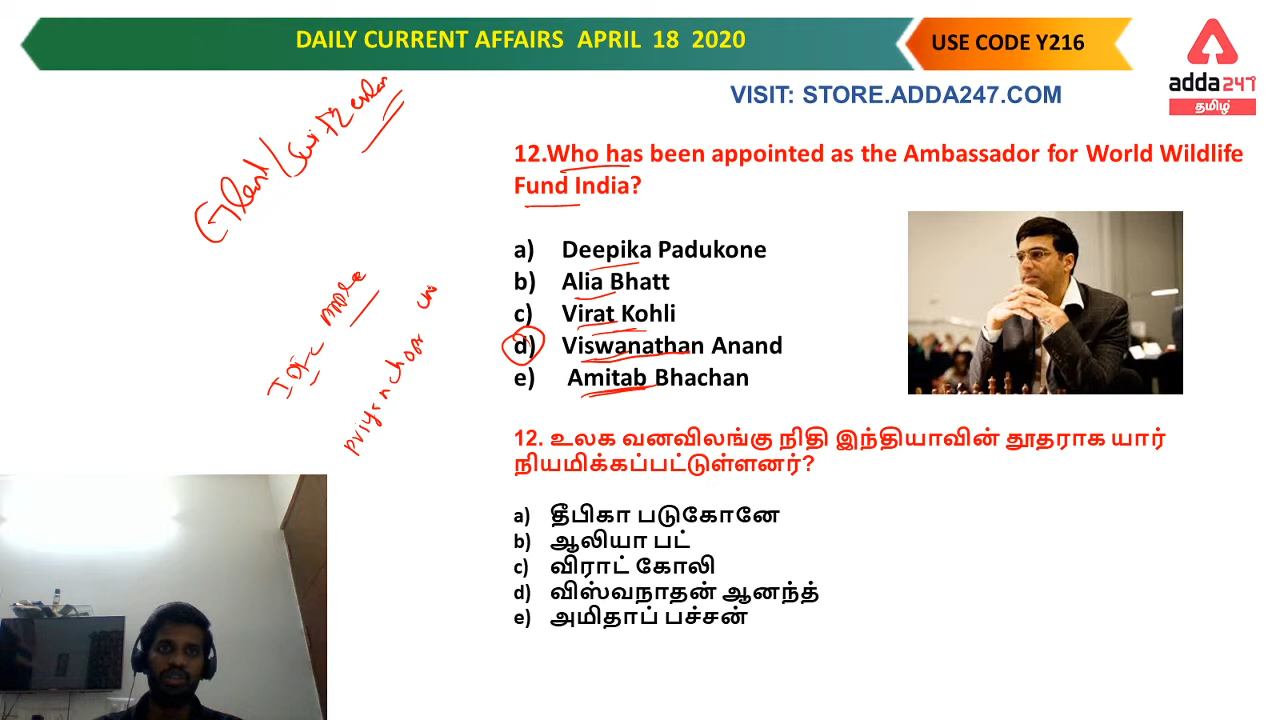 DAILY CURRENT AFFAIRS APRIL 18 2020
USE CODE Y216
adda247
தமிழ்
VISIT: STORE.ADDA247.COM
12.Who has been appointed as the Ambassador for World Wildlife
Fund India?
a) Deepika Padukone
b) Alia Bhatt
c) Virat Kohli
d) Viswanathan Anand
e) Amitab Bhachan
12. உலக வனவிலங்கு நிதி இந்தியாவின் தூதராக யார்
நியமிக்கப்பட்டுள்ளனர்?
a) தீபிகா படுகோனே
b) ஆலியா பட்
c) விராட் கோலி
d) விஸ்வநாதன் ஆனந்த்
e) அமிதாப் பச்சன்